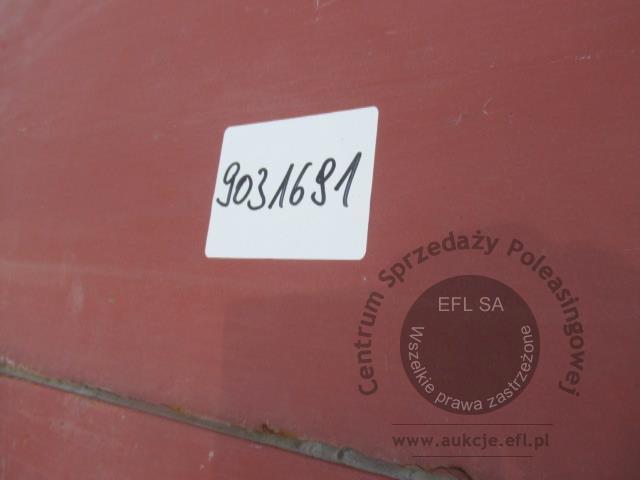 9031691
Centrum Sprzedaży Poleasingowej
EFL SA
Wszelkie prawa zastrzeżone
www.aukcje.efl.pl